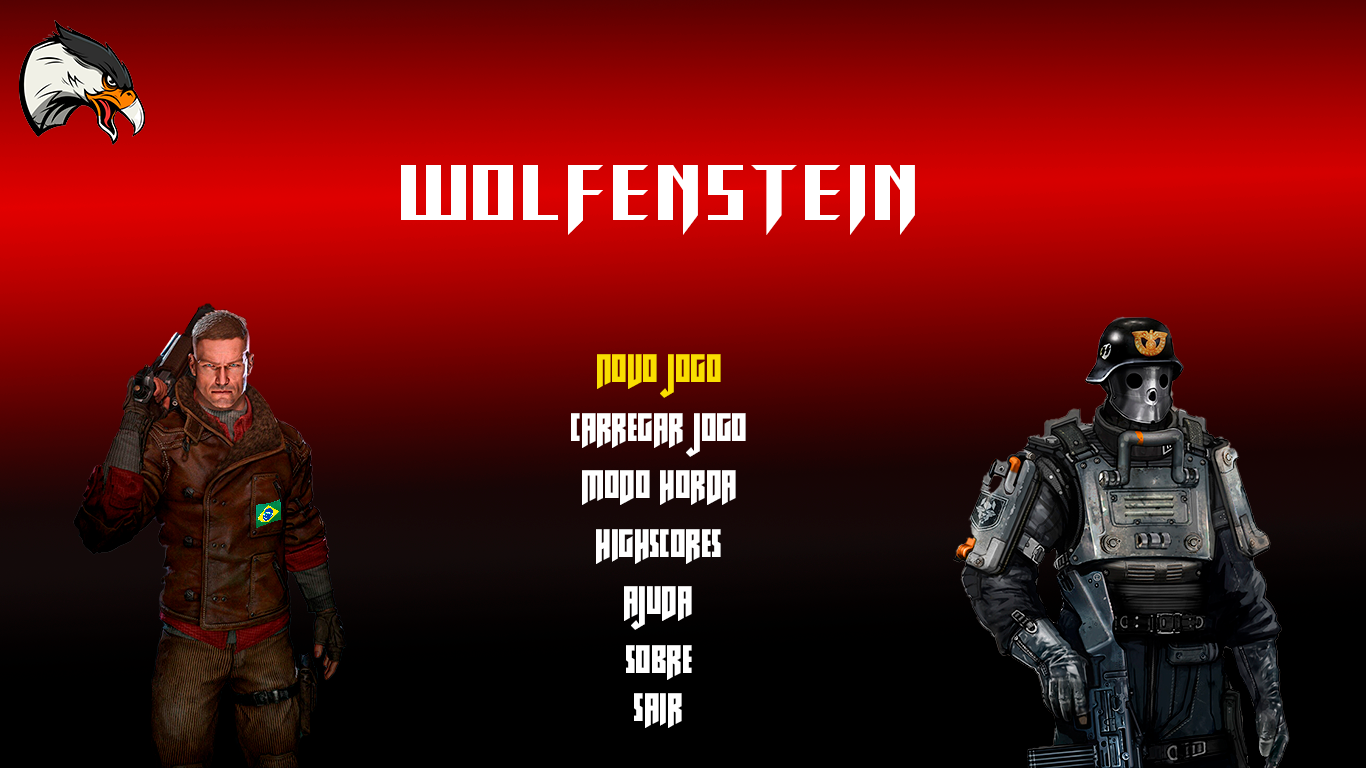 WOLFENSTEIN
NOVO JOGO
CARREGAR JOGO
MODO HORDA
HIGHSCORES
AJUDA
SOBRE
SAIR